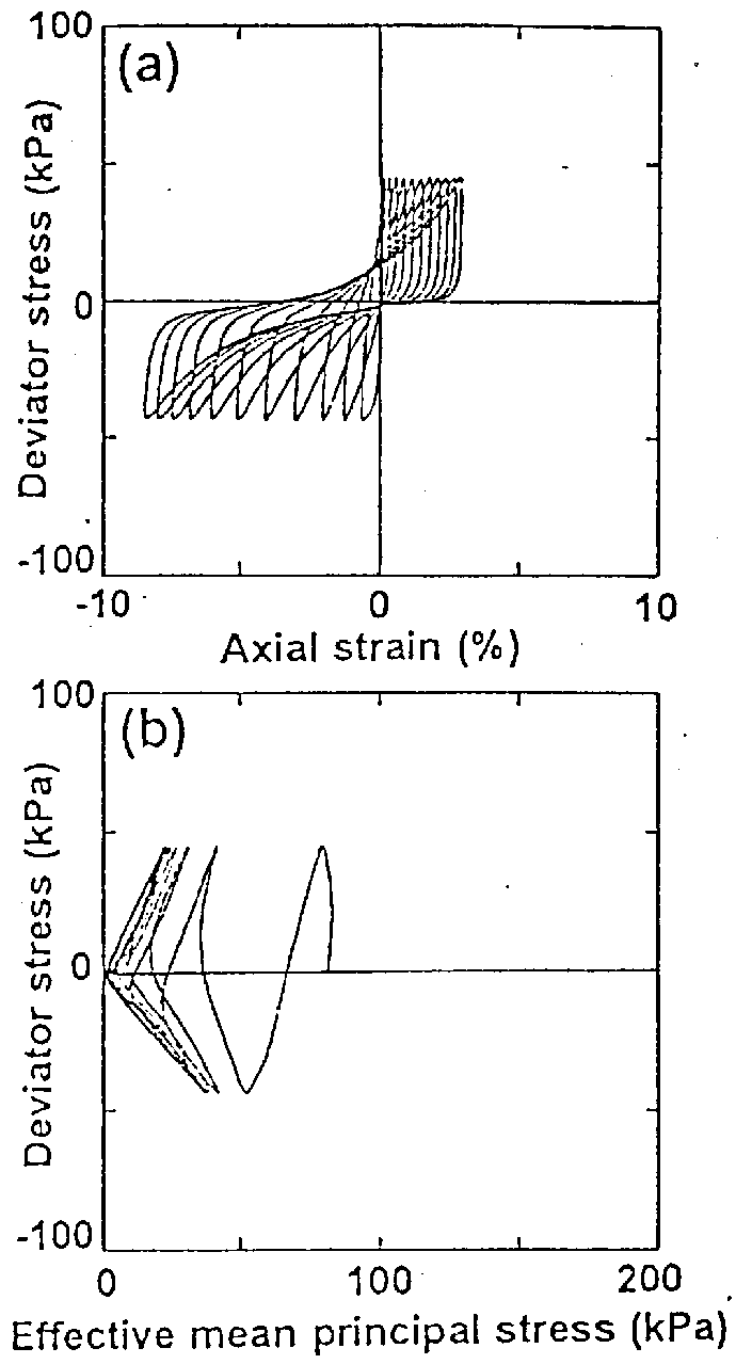 100
(a)
Deviator stress (kPa)
0
-100
-10 0 10
Axial strain (%)
100
(b)
Deviator stress (kPa)
0
-100
0 100 200
Effective mean principal stress (kPa)